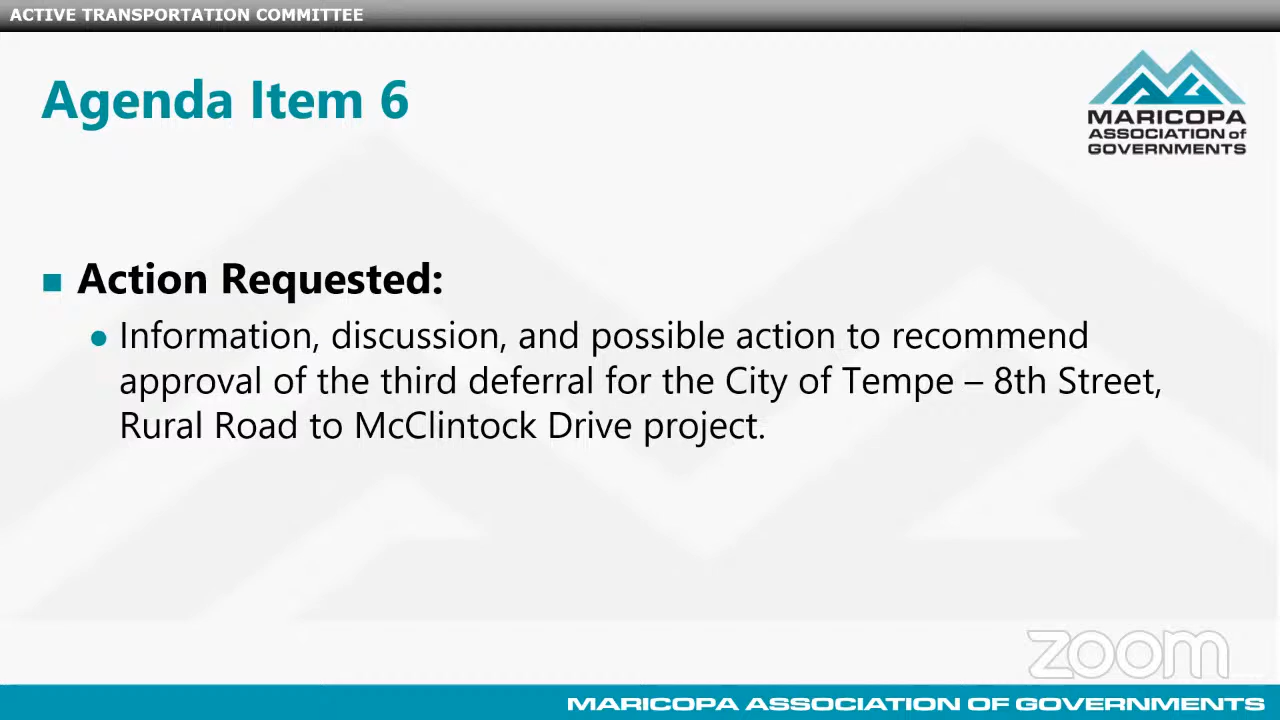 ACTIVE TRANSPORTATION COMMITTEE
Agenda Item 6
MARICOPA
ASSOCIATION of
GOVERNMENTS
Action Requested:
Information, discussion, and possible action to recommend
approval of the third deferral for the City of Tempe – 8th Street,
Rural Road to McClintock Drive project.
zoom
MARICOPA ASSOCIATION OF GOVERNMENTS